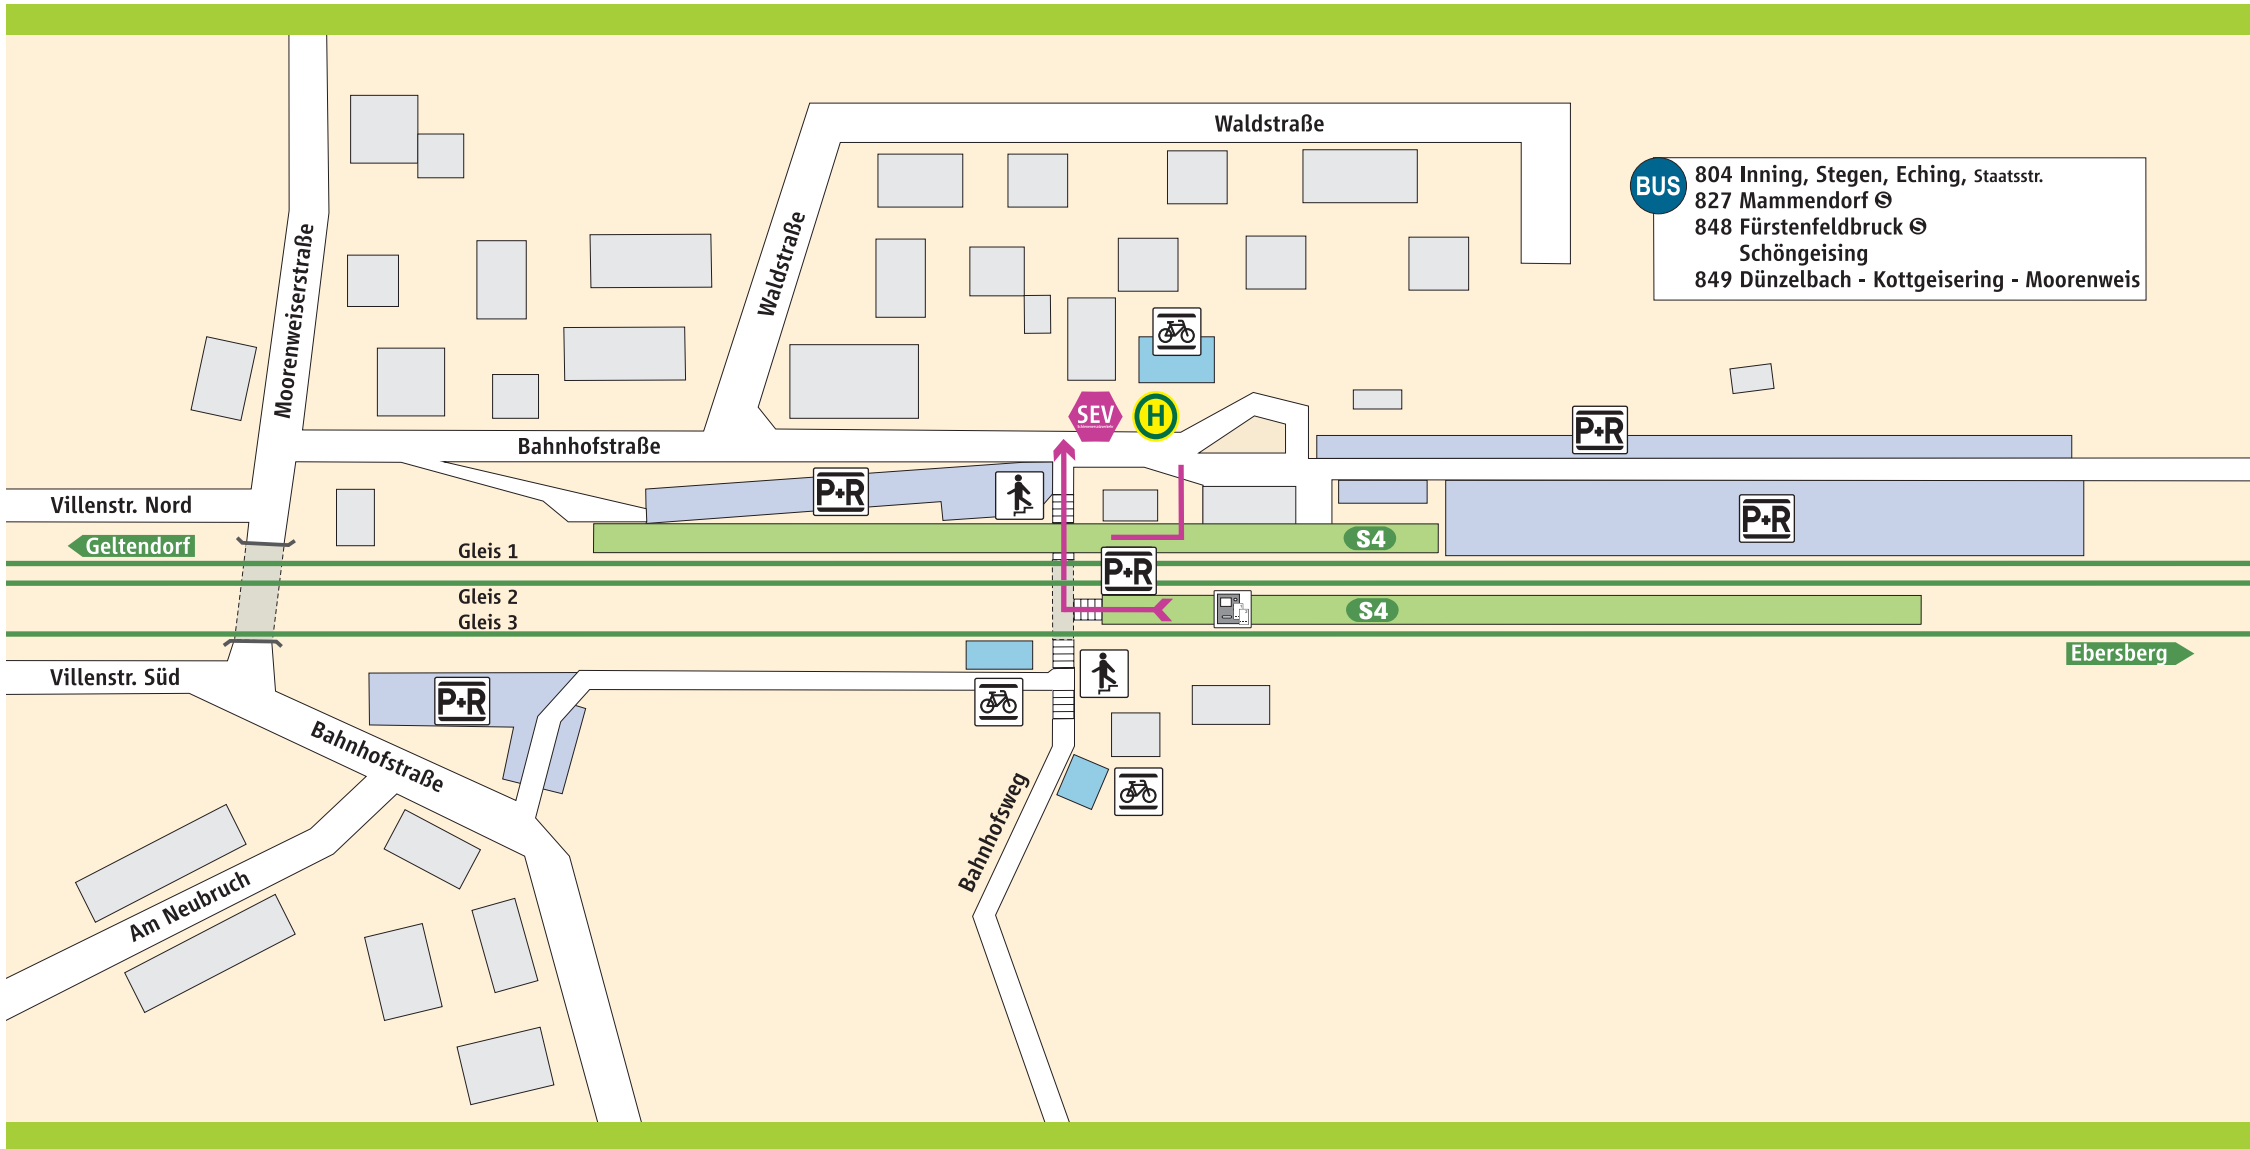 Waldstraße
BUS
804 Inning, Stegen, Eching, Staatsstr.
827 Mammendorf S
848 Fürstenfeldbruck S
Schöngeising
849 Dünzelbach - Kottgeisering - Moorenweis
Waldstraße
Moorenweiserstraße
SEV
H
Bahnhofstraße
P+R
P+R
P+R
Villenstr. Nord
Geltendorf
Gleis 1
S4
P+R
Gleis 2
S4
Gleis 3
Ebersberg
Villenstr. Süd
P+R
Bahnhofstraße
Bahnhofsweg
Am Neubruch